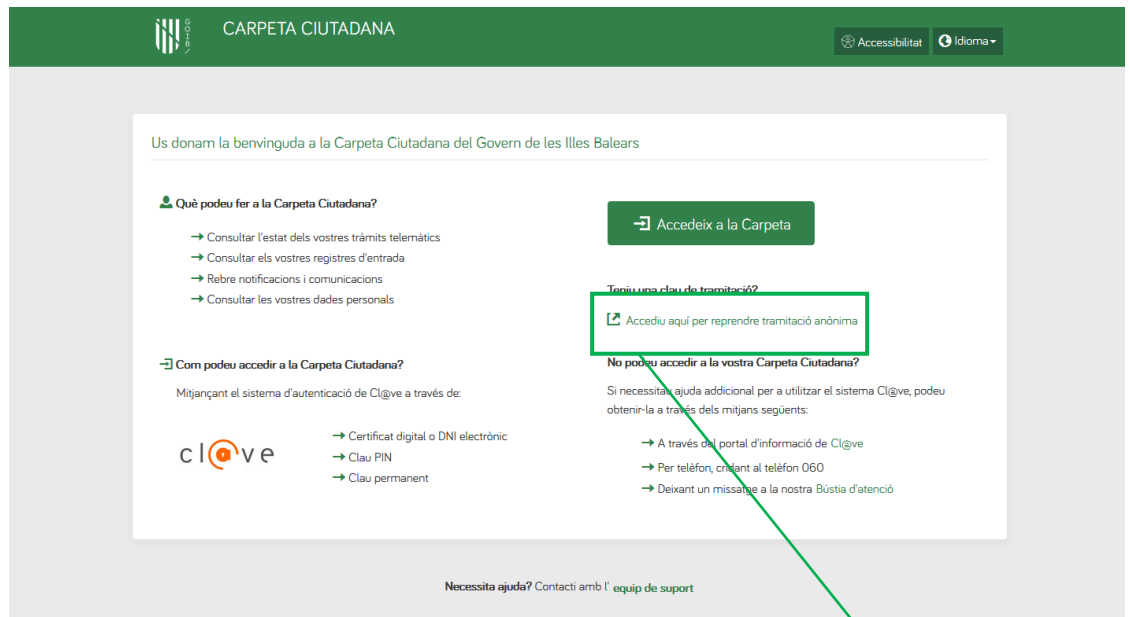 GOIB/
CARPETA CIUTADANA
Accessibilitat
Idioma
Us donam la benvinguda a la Carpeta Ciutadana del Govern de les Illes Balears
Què podeu fer a la Carpeta Ciutadana?
Consultar l'estat dels vostres tràmits telemàtics
Consultar els vostres registres d'entrada
Rebre notificacions i comunicacions
Consultar les vostres dades personals
Accedeix a la Carpeta
Teniu una clau de tramitació?
Accediu aquí per reprendre tramitació anònima
Com podeu accedir a la Carpeta Ciutadana?
Mitjançant el sistema d'autenticació de Cl@ve a través de:
cl@ve
Certificat digital o DNI electrònic
Clau PIN
Clau permanent
No podeu accedir a la vostra Carpeta Ciutadana?
Si necessitau ajuda addicional per a utilitzar el sistema Cl@ve, podeu
obtenir-la a través dels mitjans següents:
A través del portal d'informació de Cl@ve
Per telèfon, cridant al telèfon 060
Deixant un missatge a la nostra Bústia d'atenció
Necessita ajuda? Contacti amb l' equip de suport